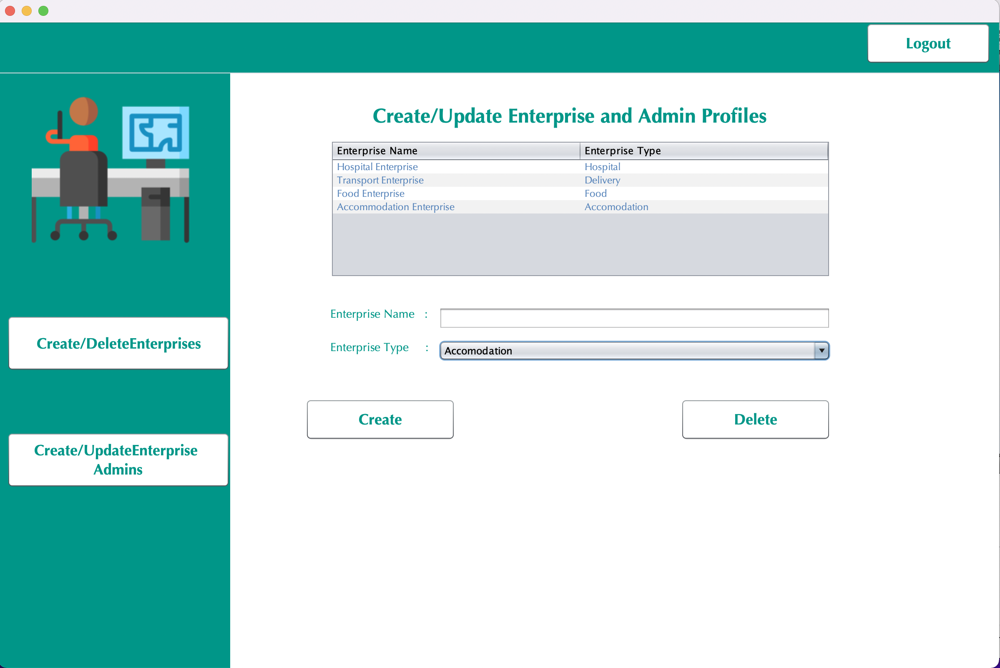 Logout
Create/Update Enterprise and Admin Profiles
Enterprise Name Enterprise Type
Hospital Enterprise Hospital
Transport Enterprise Delivery
Food Enterprise Food
Accommodation Enterprise Accomodation
Enterprise Name :
Enterprise Type : Accomodation
Create Delete
Create/DeleteEnterprises
Create/UpdateEnterprise
Admins